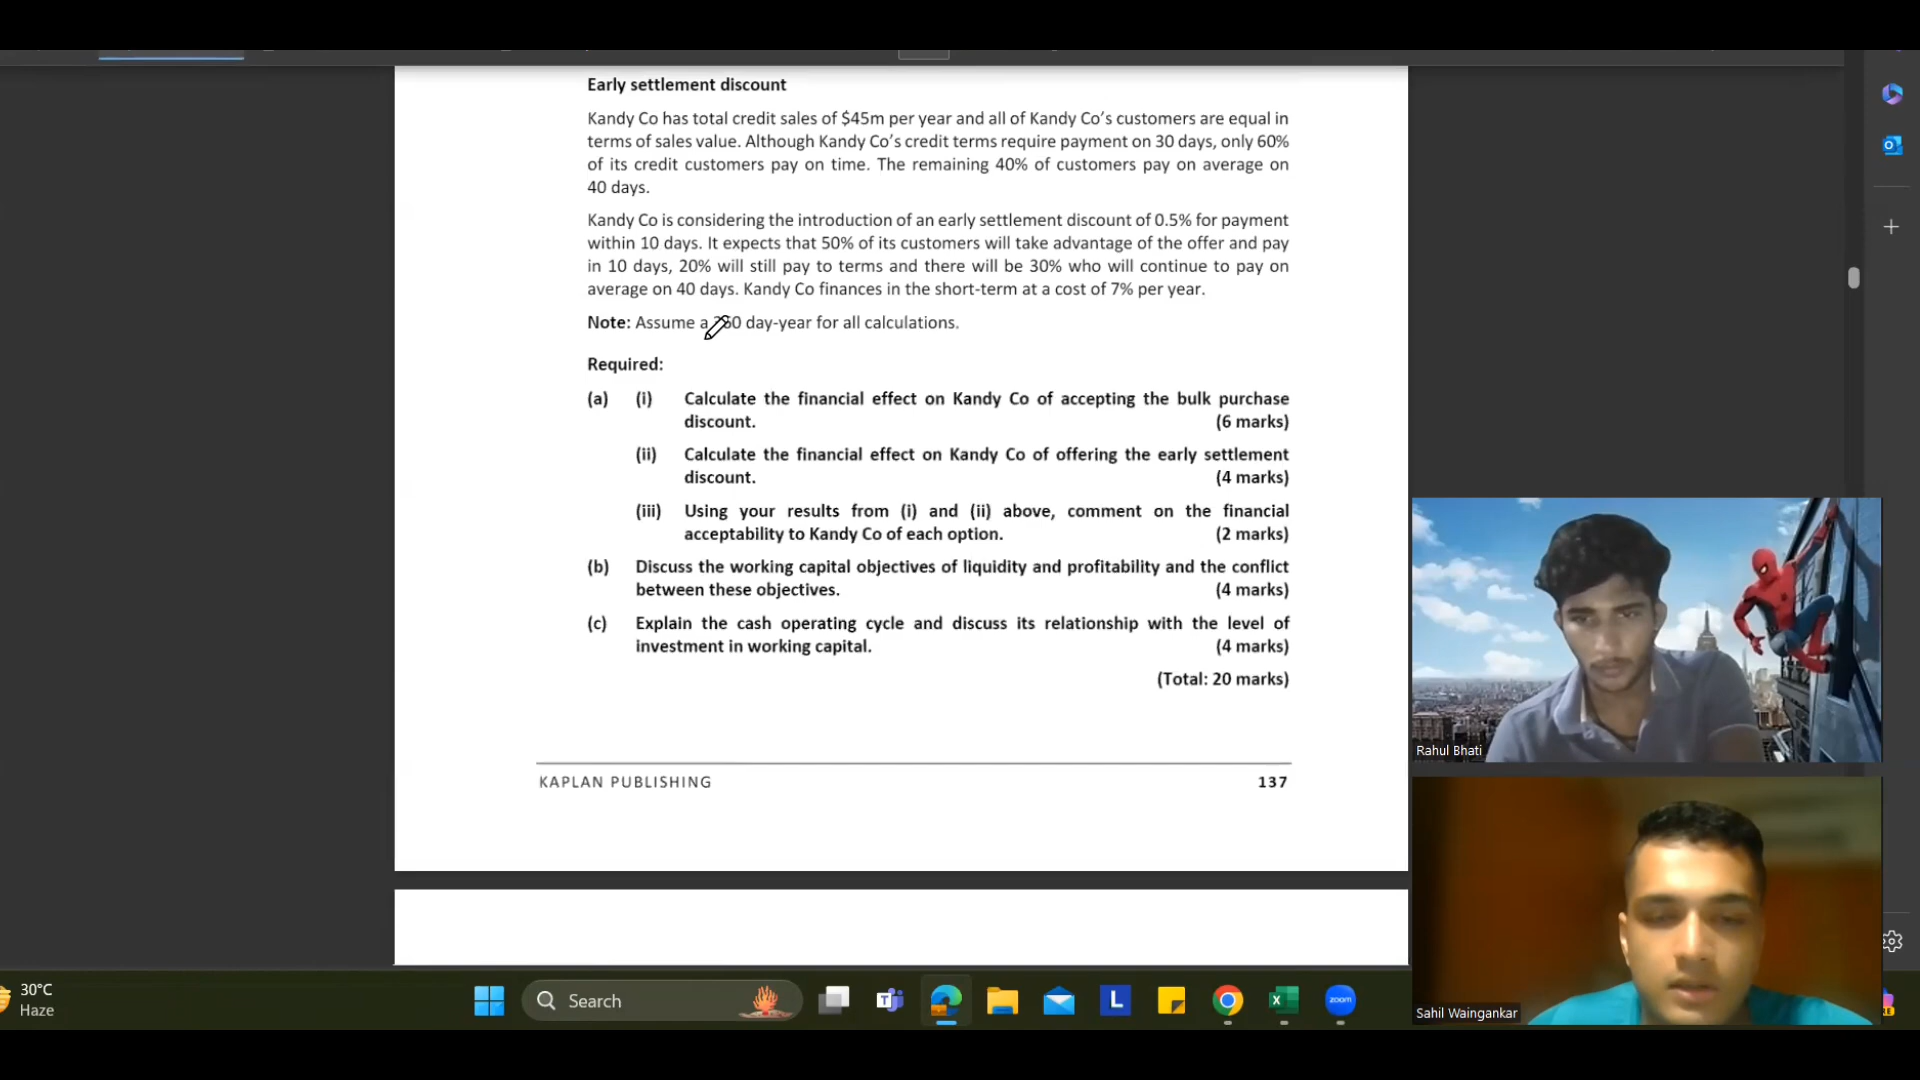 Early settlement discount
Kandy Co has total credit sales of $45m per year and all of Kandy Co's customers are equal in
terms of sales value. Although Kandy Co's credit terms require payment on 30 days, only 60%
of its credit customers pay on time. The remaining 40% of customers pay on average on
40 days.
Kandy Co is considering the introduction of an early settlement discount of 0.5% for payment
within 10 days. It expects that 50% of its customers will take advantage of the offer and pay
in 10 days, 20% will still pay to terms and there will be 30% who will continue to pay on
average on 40 days. Kandy Co finances in the short-term at a cost of 7% per year.
Note: Assume a day-year for all calculations.
Required:
(a) (i) Calculate the financial effect on Kandy Co of accepting the bulk purchase
discount. (6 marks)
(ii) Calculate the financial effect on Kandy Co of offering the early settlement
discount. (4 marks)
(iii) Using your results from (i) and (ii) above, comment on the financial
acceptability to Kandy Co of each option. (2 marks)
(b) Discuss the working capital objectives of liquidity and profitability and the conflict
between these objectives. (4 marks)
(c) Explain the cash operating cycle and discuss its relationship with the level of
investment in working capital. (4 marks)
(Total: 20 marks)
KAPLAN PUBLISHING 137
Rahul Bhati
Sahil Waingankar
30°C
Haze
Search
zoom